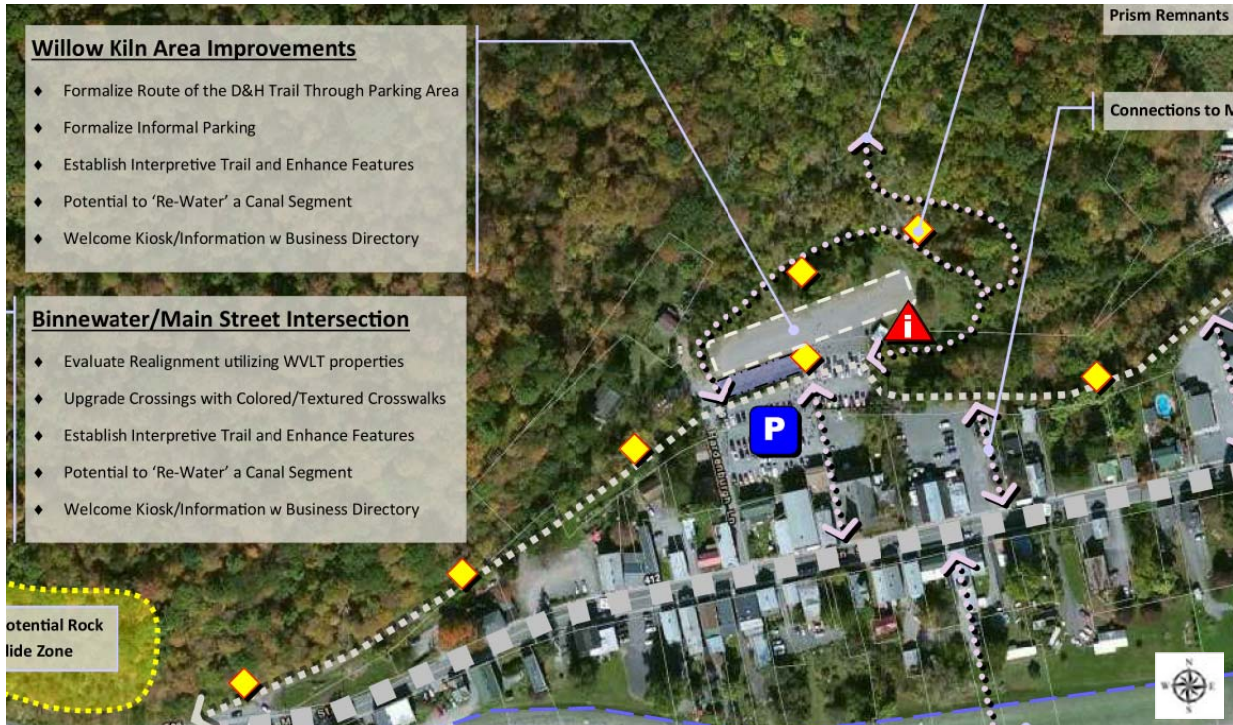 Willow Kiln Area Improvements
♦ Formalize Route of the D&H Trail Through Parking Area
♦ Formalize Informal Parking
♦ Establish Interpretive Trail and Enhance Features
♦ Potential to ‘Re-Water’ a Canal Segment
♦ Welcome Kiosk/Information w Business Directory
Binnewater/Main Street Intersection
♦ Evaluate Realignment utilizing WVLT properties
♦ Upgrade Crossings with Colored/Textured Crosswalks
♦ Establish Interpretive Trail and Enhance Features
♦ Potential to ‘Re-Water’ a Canal Segment
♦ Welcome Kiosk/Information w Business Directory
otential Rock
lide Zone
Prism Remnants
Connections to M
i
P
412
N
W E
S